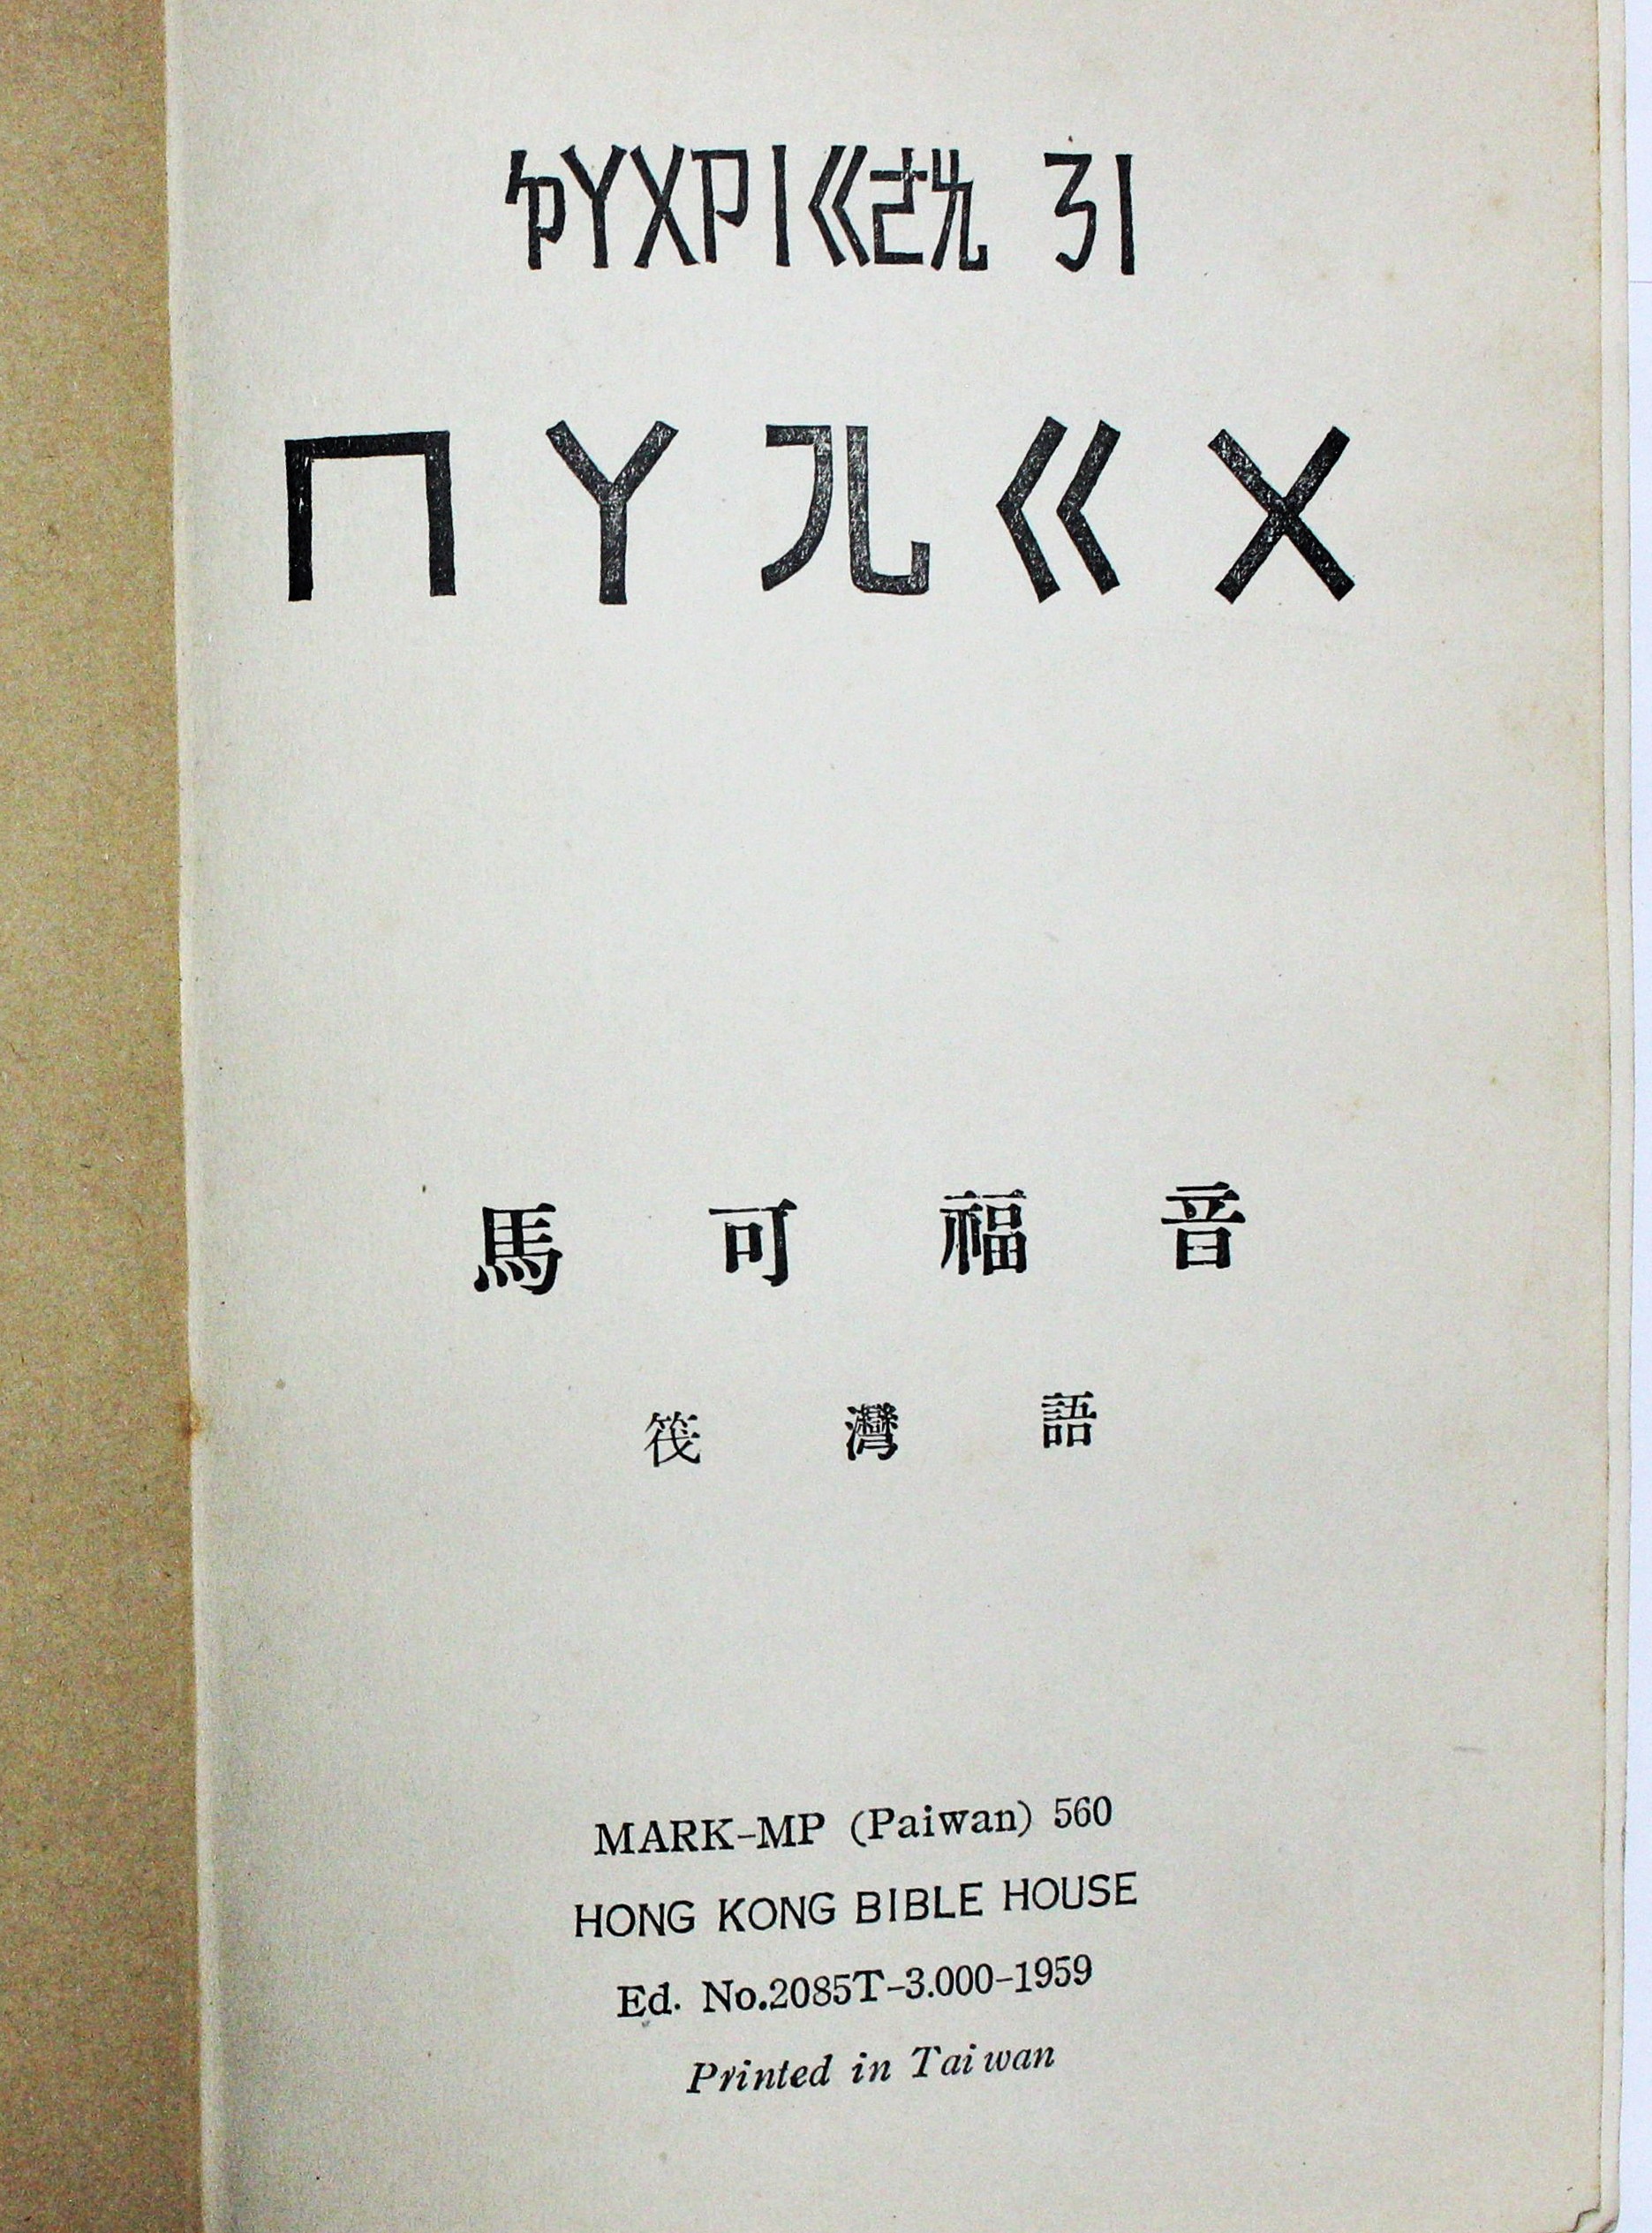 ㄋㄧ
ㄇㄚㄦㄍㄨ
馬可福音
筏灣語
MARK-MP (Paiwan) 560
HONG KONG BIBLE HOUSE
Ed. No.2085T-3.000-1959
Printed in Taiwan